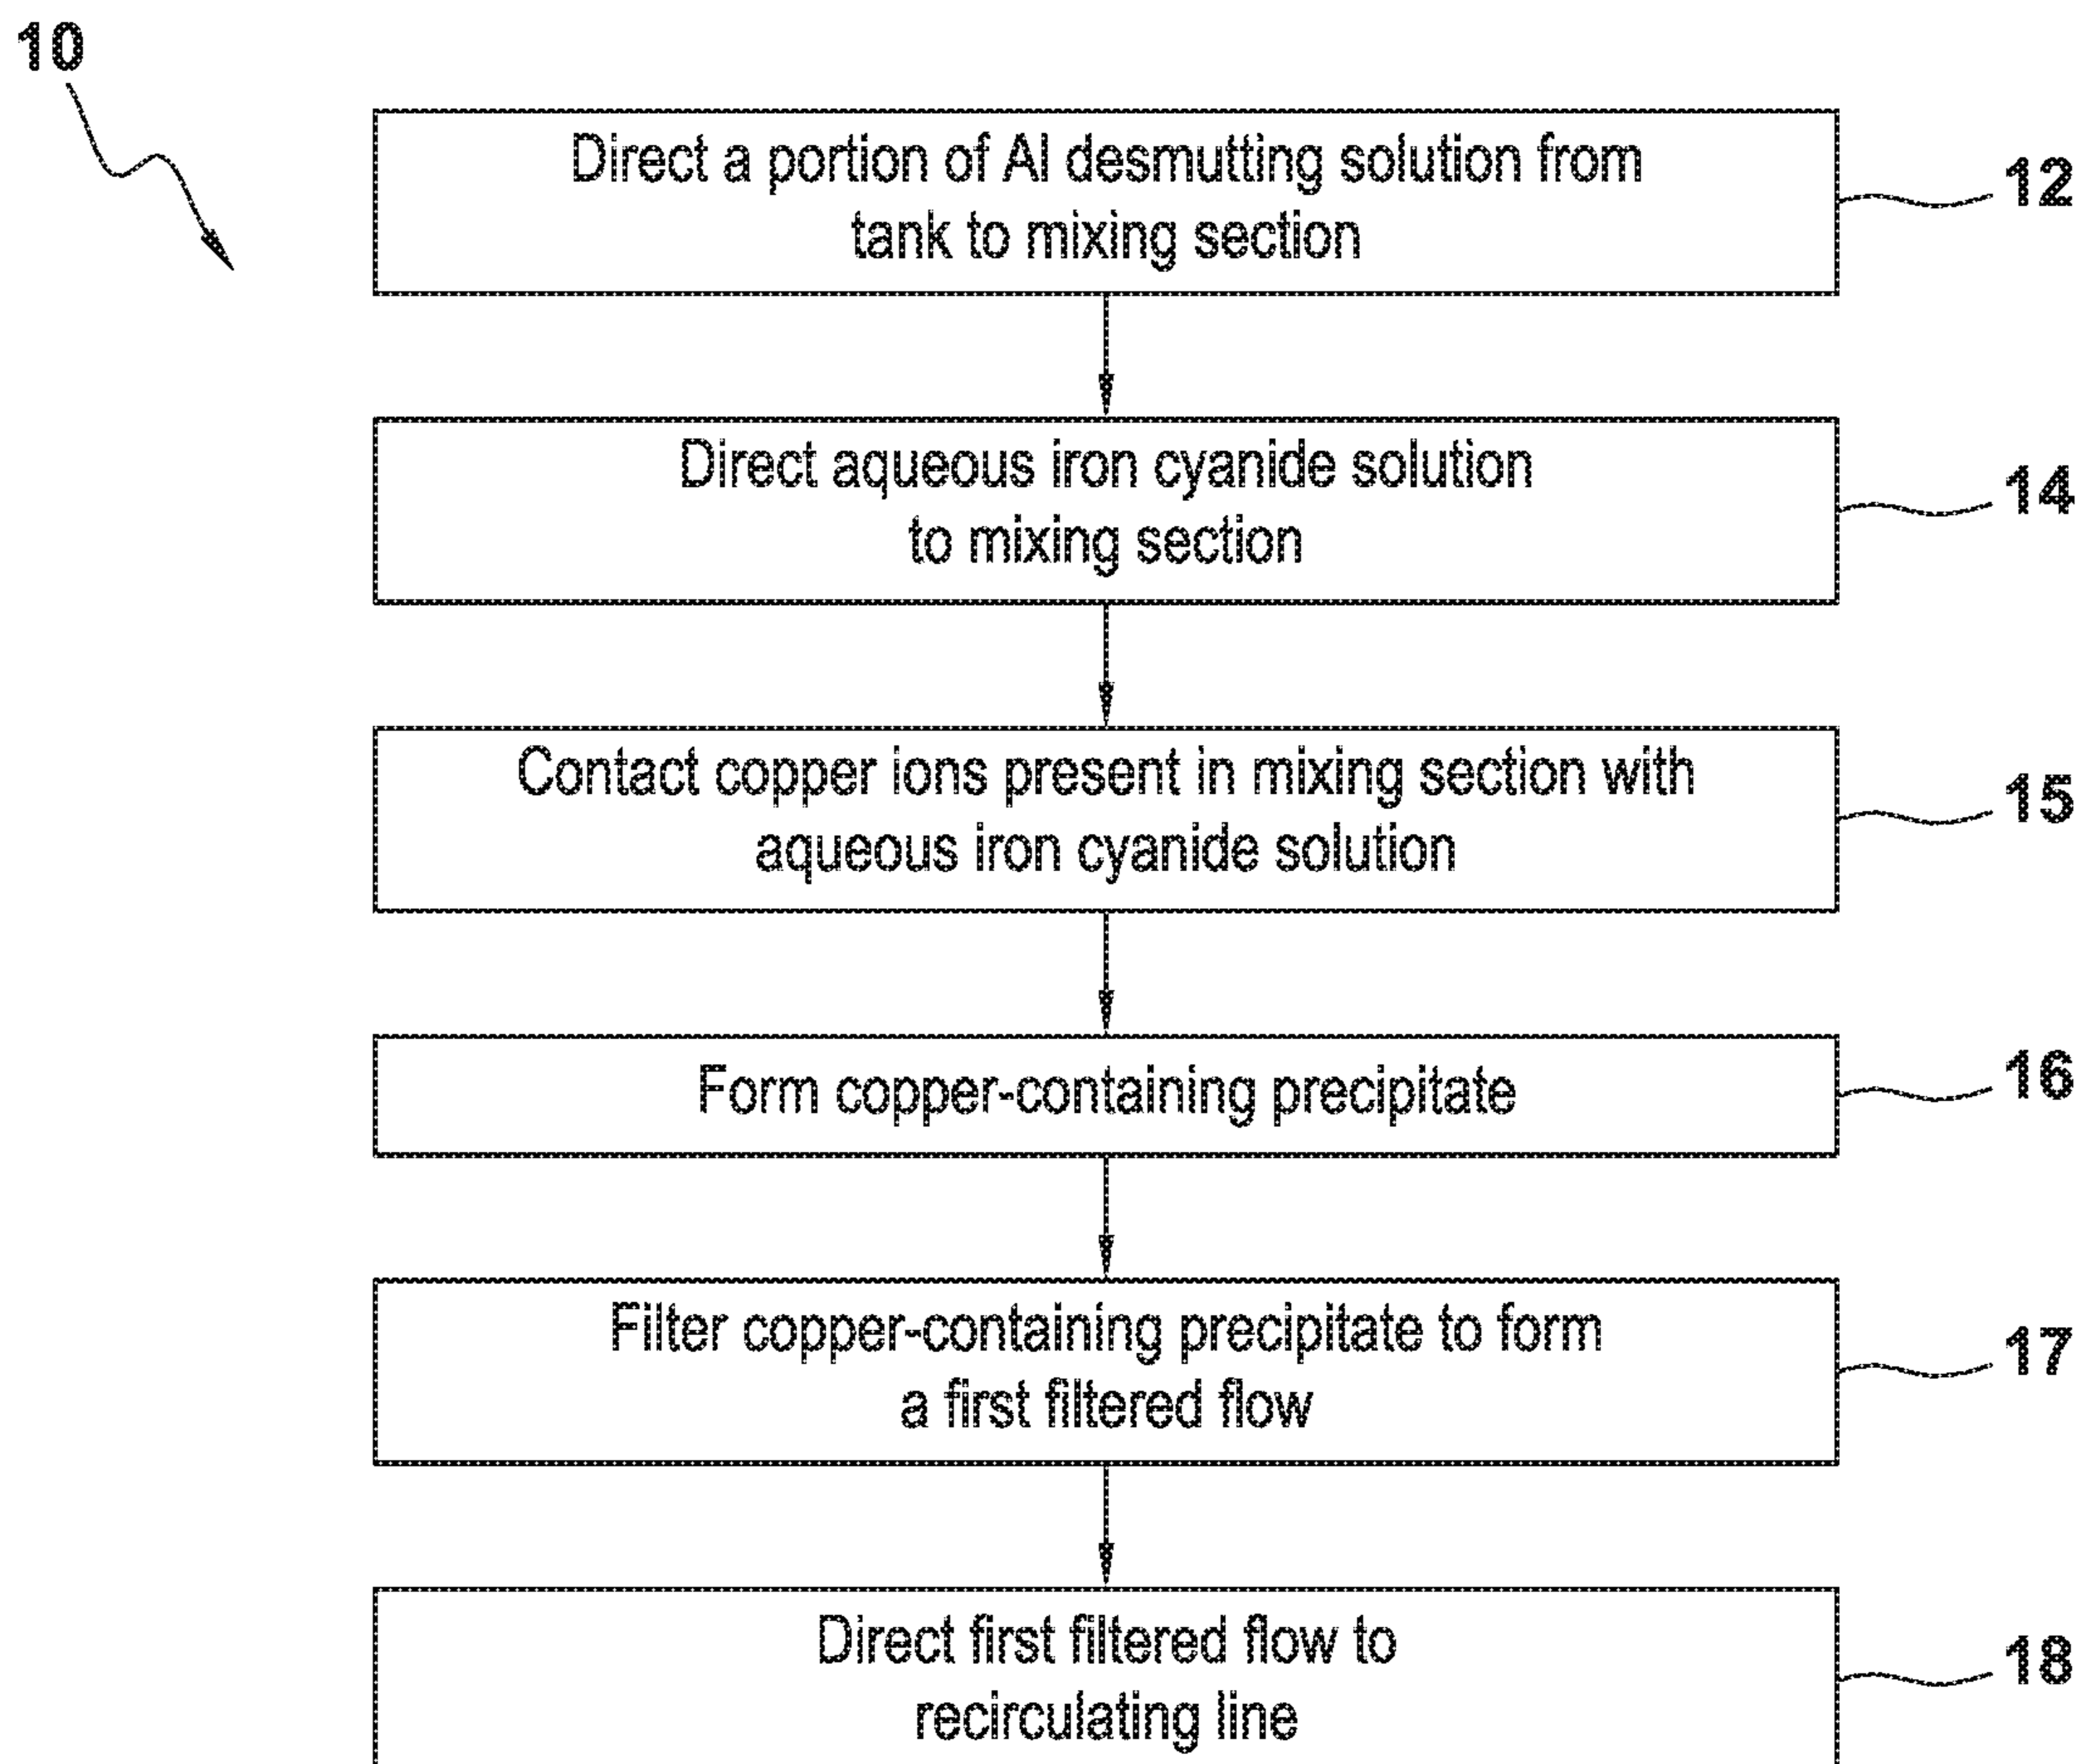 10
Direct a portion of Al desmutting solution from
tank to mixing section
12
Direct aqueous iron cyanide solution
to mixing section
14
Contact copper ions present in mixing section with
aqueous iron cyanide solution
15
Form copper-containing precipitate
16
Filter copper-containing precipitate to form
a first filtered flow
17
Direct first filtered flow to
recirculating line
18